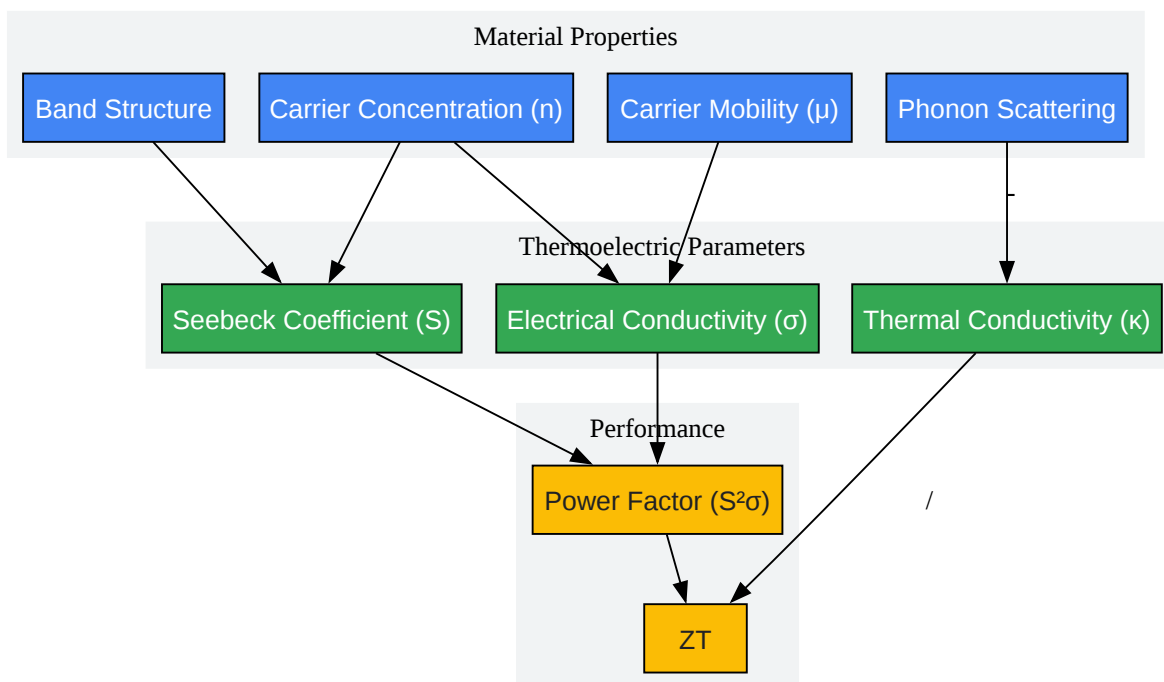 Material Properties
Band Structure
Carrier Concentration (n)
Carrier Mobility (μ)
Phonon Scattering
-
Thermoelectric Parameters
Seebeck Coefficient (S)
Electrical Conductivity (σ)
Thermal Conductivity (κ)
Performance
Power Factor (S²σ)
/
ZT